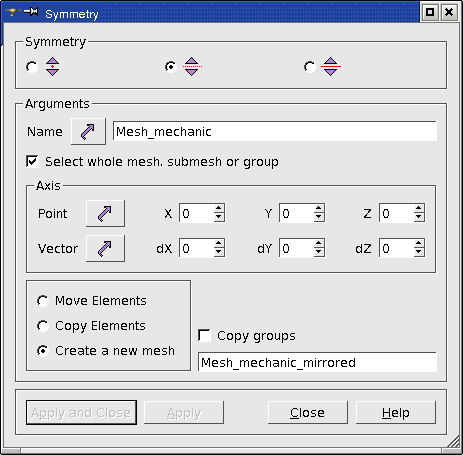 Symmetry
Symmetry
Arguments
Name Mesh_mechanic
Select whole mesh. submesh or group
Axis
Point X 0 Y 0 Z 0
Vector dX 0 dY 0 dZ 0
Move Elements
Copy Elements
Create a new mesh
Copy groups
Mesh_mechanic_mirrored
Apply and Close Apply Close Help